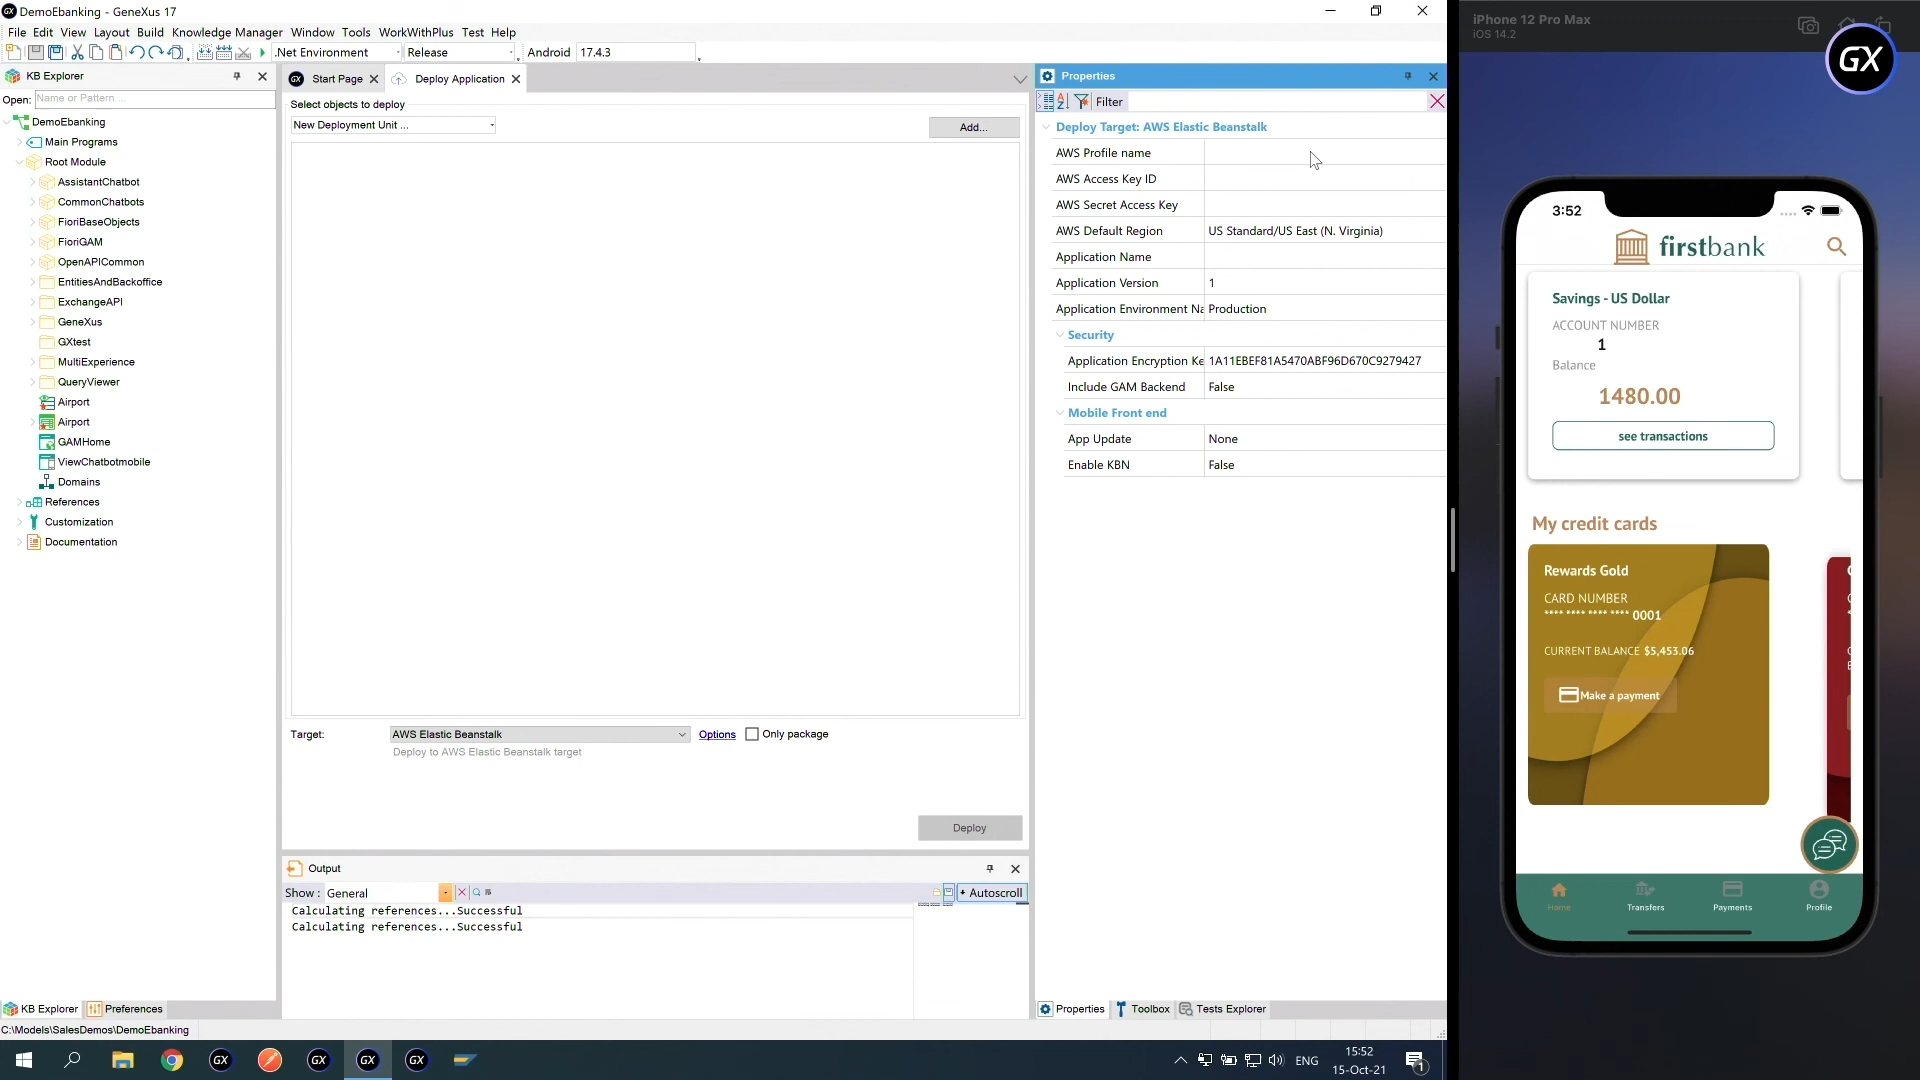 DemoEbanking - GeneXus 17
File Edit View Layout Build Knowledge Manager Window Tools WorkWithPlus Test Help
.Net Environment Release Android 17.4.3
KB Explorer
Open: Name or Pattern ...
DemoEbanking
Main Programs
Root Module
AssistantChatbot
CommonChatbots
FioriBaseObjects
FioriGAM
OpenAPICommon
EntitiesAndBackoffice
ExchangeAPI
GeneXus
GXtest
MultiExperience
QueryViewer
Airport
Airport
GAMHome
ViewChatbotmobile
Domains
References
Customization
Documentation
KB Explorer Preferences
C:\Models\SalesDemos\DemoEbanking
Start Page Deploy Application
Select objects to deploy
New Deployment Unit ...
Add...
Target: AWS Elastic Beanstalk Options Only package
Deploy to AWS Elastic Beanstalk target
Deploy
Output
Show : General Autoscroll
Calculating references...Successful
Calculating references...Successful
Properties
Filter
Deploy Target: AWS Elastic Beanstalk
AWS Profile name
AWS Access Key ID
AWS Secret Access Key
AWS Default Region US Standard/US East (N. Virginia)
Application Name
Application Version 1
Application Environment Na Production
Security
Application Encryption Ke 1A11EBEF81A5470ABF96D670C9279427
Include GAM Backend False
Mobile Front end
App Update None
Enable KBN False
Properties Toolbox Tests Explorer
ENG
15:52
15-Oct-21
1
iPhone 12 Pro Max
iOS 14.2
GX
3:52
firstbank
Savings - US Dollar
ACCOUNT NUMBER
1
Balance
1480.00
see transactions
My credit cards
Rewards Gold
CARD NUMBER
**** **** **** **** 0001
CURRENT BALANCE $5,453.06
Make a payment
Home Transfers Payments Profile